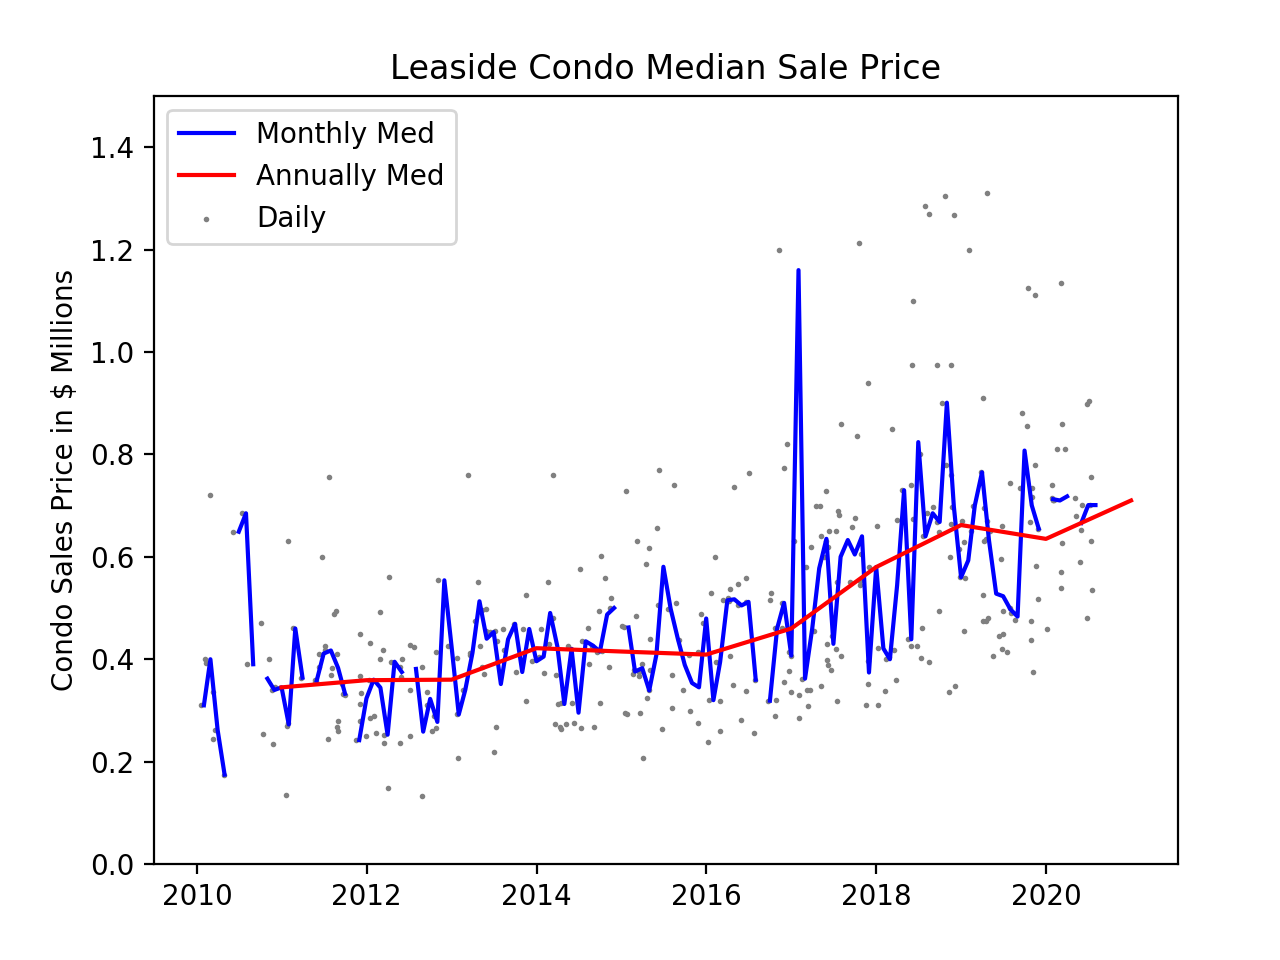 Leaside Condo Median Sale Price
Monthly Med
Annually Med
Daily
Condo Sales Price in $ Millions
1.4
1.2
1.0
0.8
0.6
0.4
0.2
0.0
2010 2012 2014 2016 2018 2020